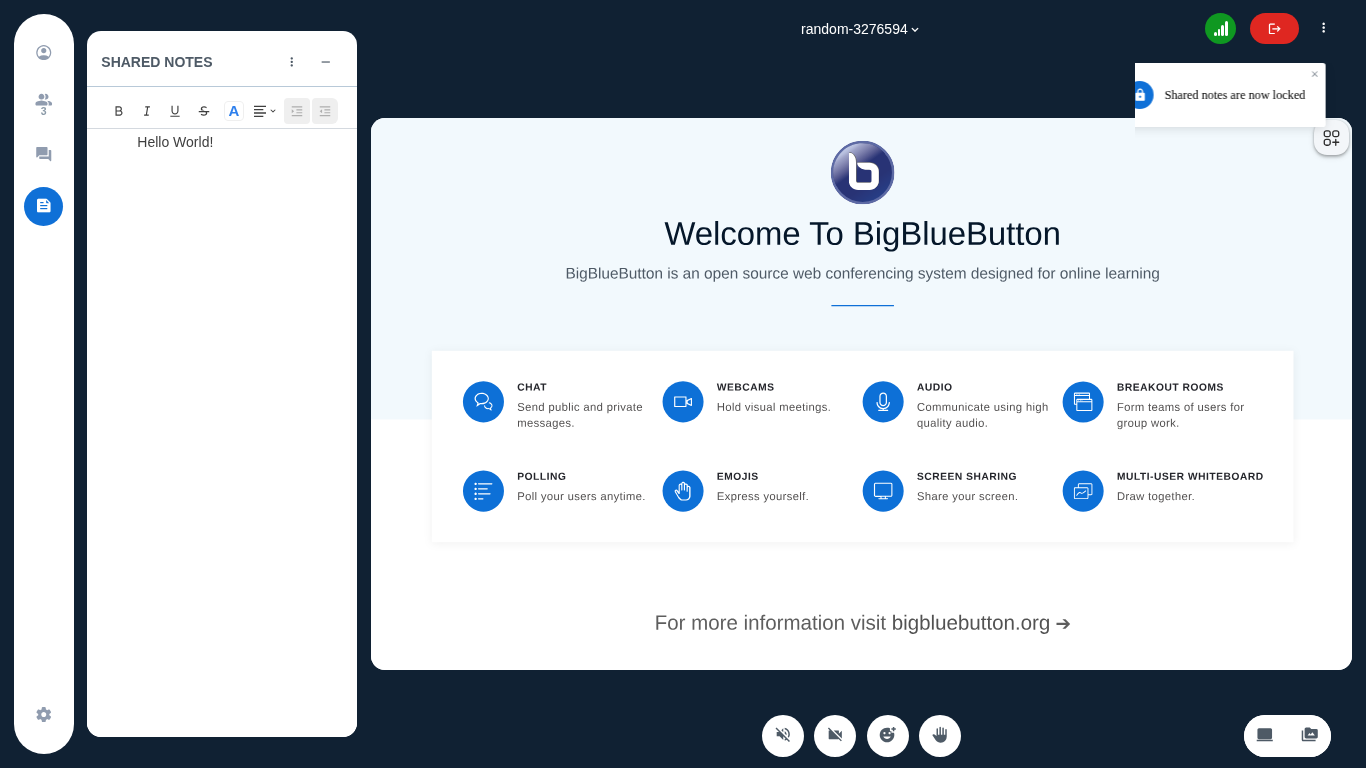 random-3276594
SHARED NOTES
3
B I U S A
Hello World!
Shared notes are now locked
Welcome To BigBlueButton
BigBlueButton is an open source web conferencing system designed for online learning
CHAT
Send public and private
messages.
WEBCAMS
Hold visual meetings.
AUDIO
Communicate using high
quality audio.
BREAKOUT ROOMS
Form teams of users for
group work.
POLLING
Poll your users anytime.
EMOJIS
Express yourself.
SCREEN SHARING
Share your screen.
MULTI-USER WHITEBOARD
Draw together.
For more information visit bigbluebutton.org ➔